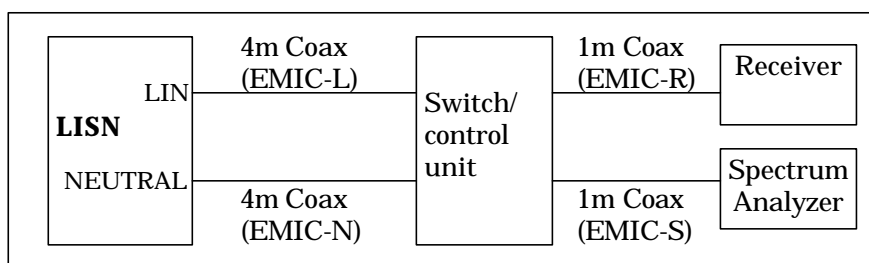 4m Coax
(EMIC-L)
1m Coax
(EMIC-R)
Receiver
LIN
LISN
Switch/
control
unit
NEUTRAL
4m Coax
(EMIC-N)
1m Coax
(EMIC-S)
Spectrum
Analyzer